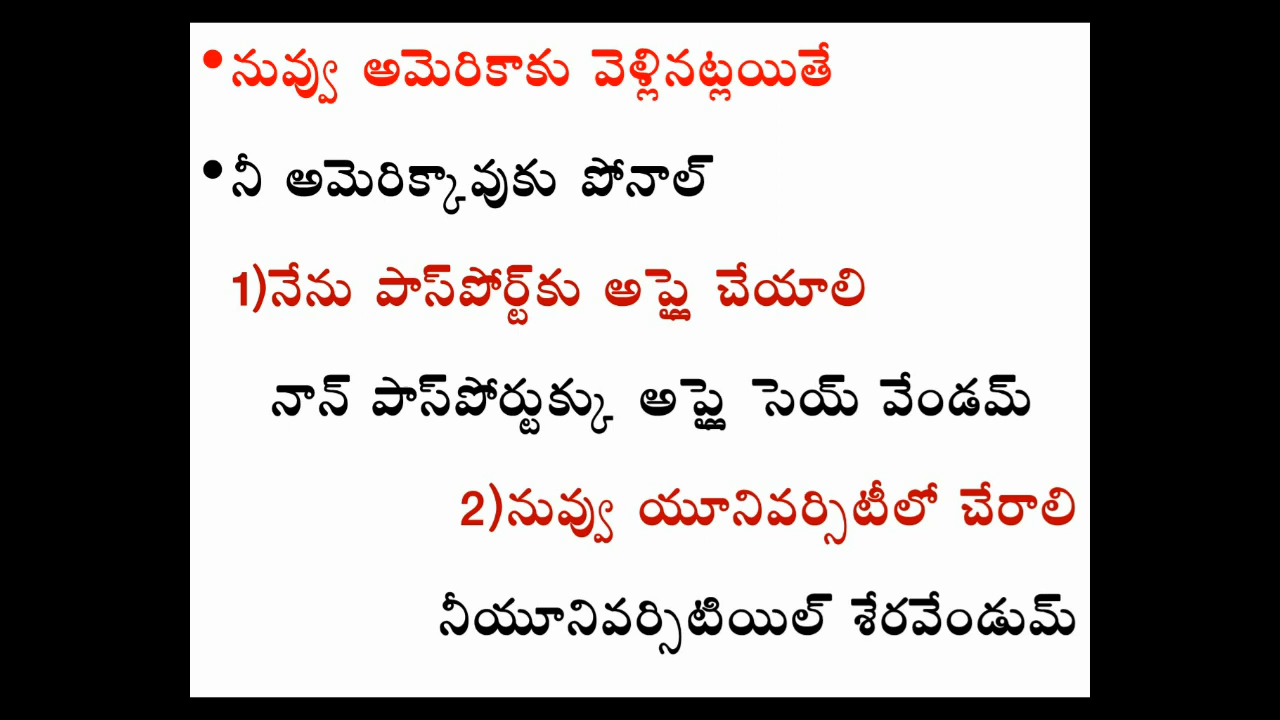 •నువ్వు అమెరికాకు వెళ్లినట్లయితే
•నీ అమెరిక్కావుకు పోనాల్
1)నేను పాస్‌పోర్ట్‌కు అప్లై చేయాలి
నాన్ పాస్‌పోర్టుక్కు అప్లై సెయ్ వేండమ్
2)నువ్వు యూనివర్సిటీలో చేరాలి
నీయూనివర్సిటియిల్ శేరవేండుమ్